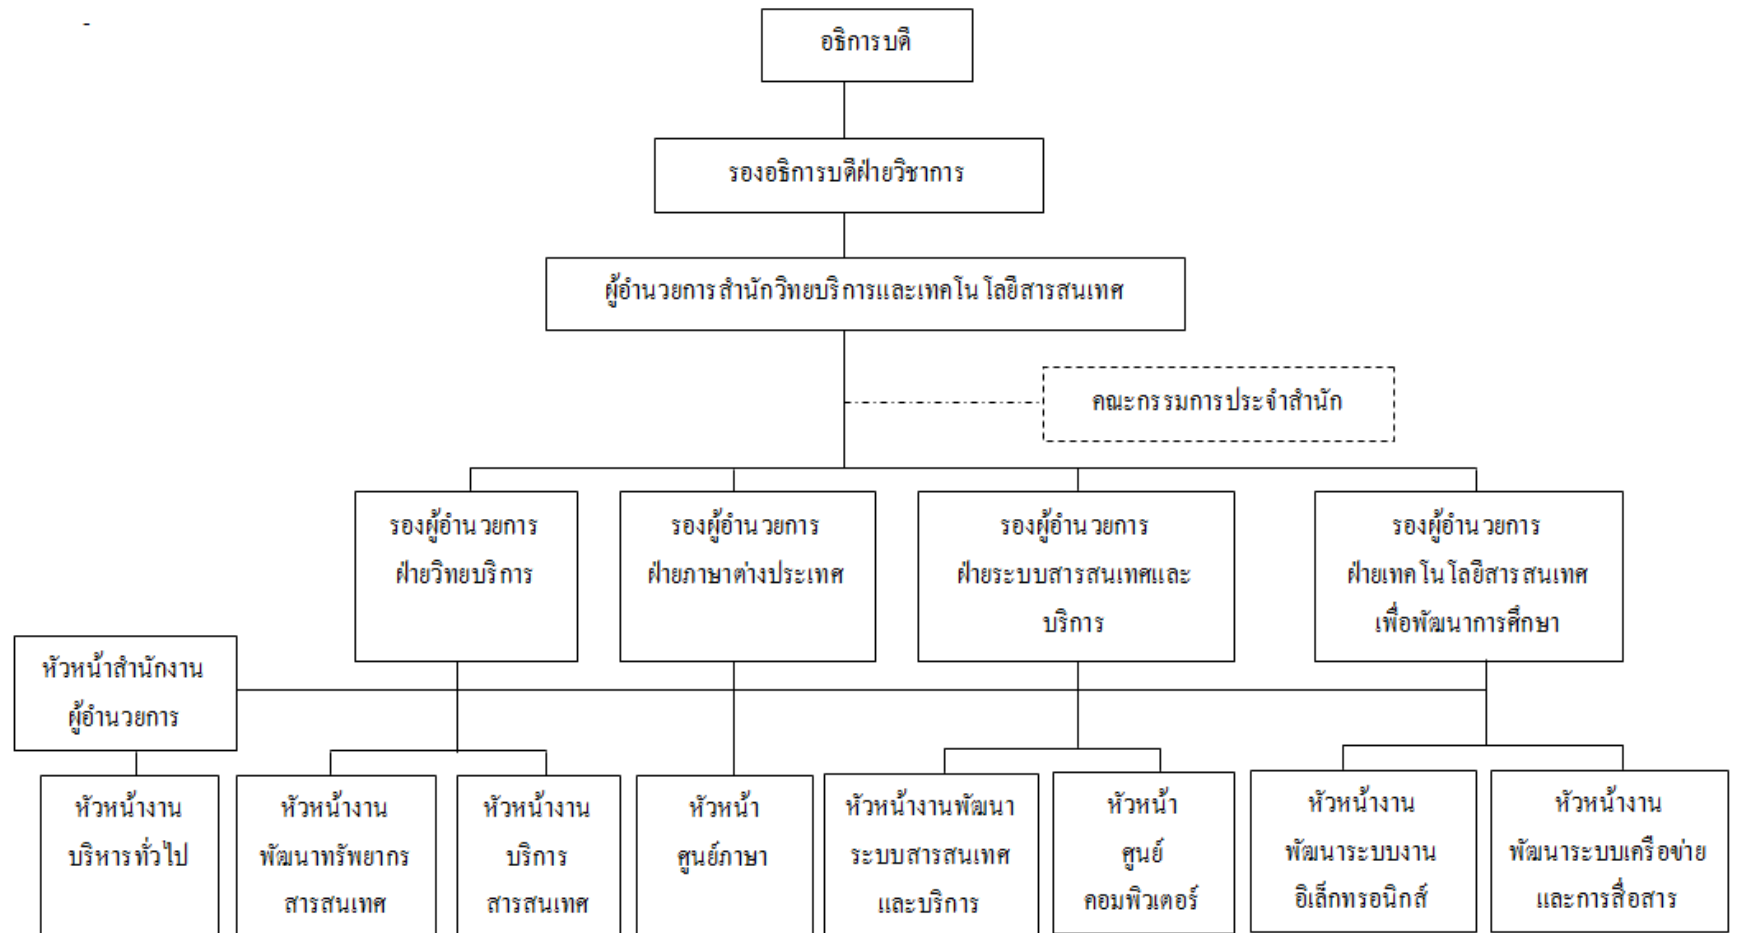 -
อธิการบดี
รองอธิการบดีฝ่ายวิชาการ
ผู้อำนวยการสำนักวิทยบริการและเทคโนโลยีสารสนเทศ
คณะกรรมการประจำสำนัก
รองผู้อำนวยการ
ฝ่ายวิทยบริการ
รองผู้อำนวยการ
ฝ่ายภาษาต่างประเทศ
รองผู้อำนวยการ
ฝ่ายระบบสารสนเทศและ
บริการ
รองผู้อำนวยการ
ฝ่ายเทคโนโลยีสารสนเทศ
เพื่อพัฒนาการศึกษา
หัวหน้าสำนักงาน
ผู้อำนวยการ
หัวหน้างาน
บริหารทั่วไป
หัวหน้างาน
พัฒนาทรัพยากร
สารสนเทศ
หัวหน้างาน
บริการ
สารสนเทศ
หัวหน้า
ศูนย์ภาษา
หัวหน้างานพัฒนา
ระบบสารสนเทศ
และบริการ
หัวหน้า
ศูนย์
คอมพิวเตอร์
หัวหน้างาน
พัฒนาระบบงาน
อิเล็กทรอนิกส์
หัวหน้างาน
พัฒนาระบบเครือข่าย
และการสื่อสาร